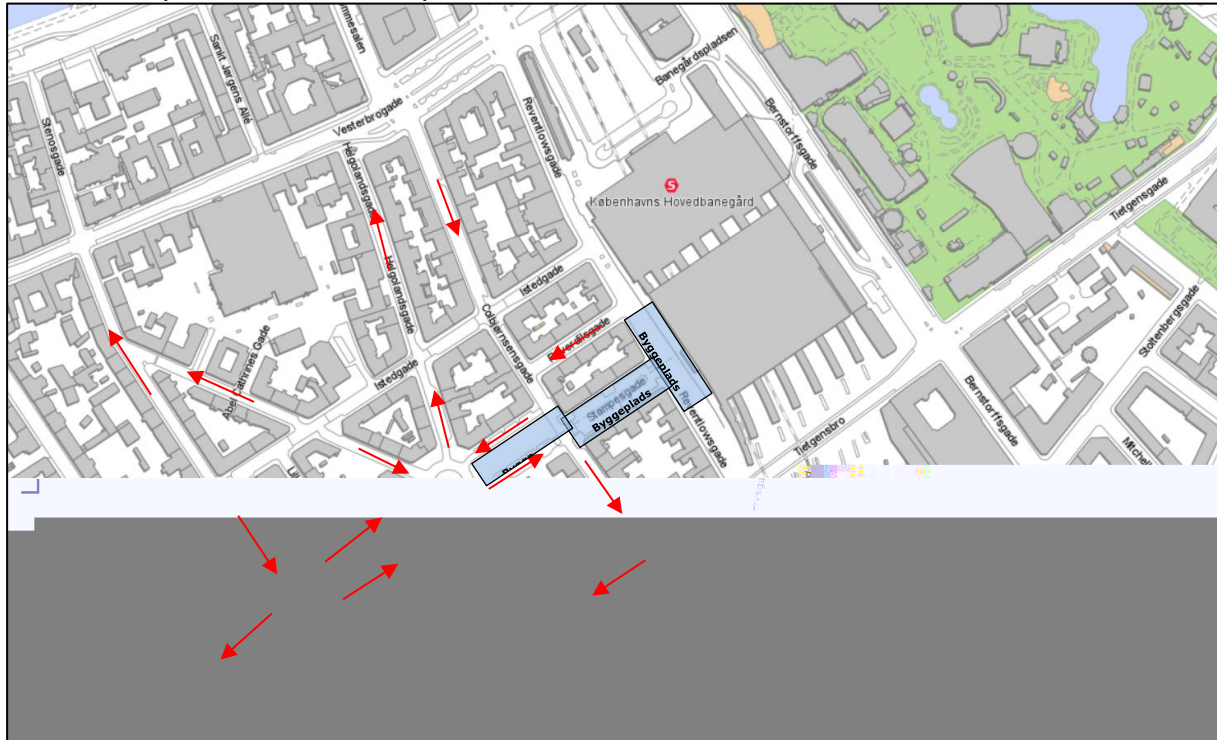 Sankt Jørgens Allé
Stenosgade
Vesterbrogade
Helgolandsgade
Helgolandsgade
Reventlowsgade
Banegårdspladsen
Bernstorffsgade
S
Københavns Hovedbanegård
Tietgensgade
Istedgade
Colbjørnsensgade
Istedgade
Abel Cathrines Gade
Byggeplads
Stampesgade
Byggeplads
Tietgensbro
Bernstorffsgade
Stoltenbergsgade